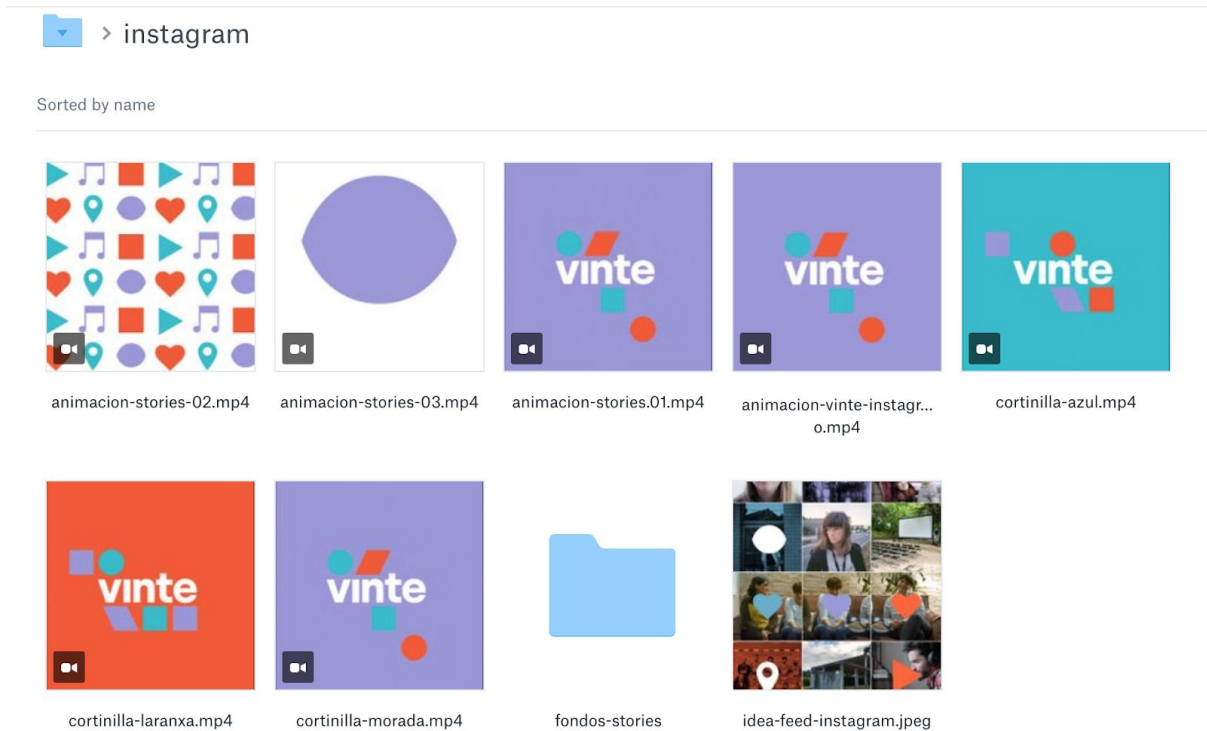 > instagram
Sorted by name
vinte
vinte
vinte
animacion-stories-02.mp4
animacion-stories-03.mp4
animacion-stories.01.mp4
animacion-vinte-instagr...
o.mp4
cortinilla-azul.mp4
vinte
vinte
cortinilla-laranxa.mp4
cortinilla-morada.mp4
fondos-stories
idea-feed-instagram.jpeg